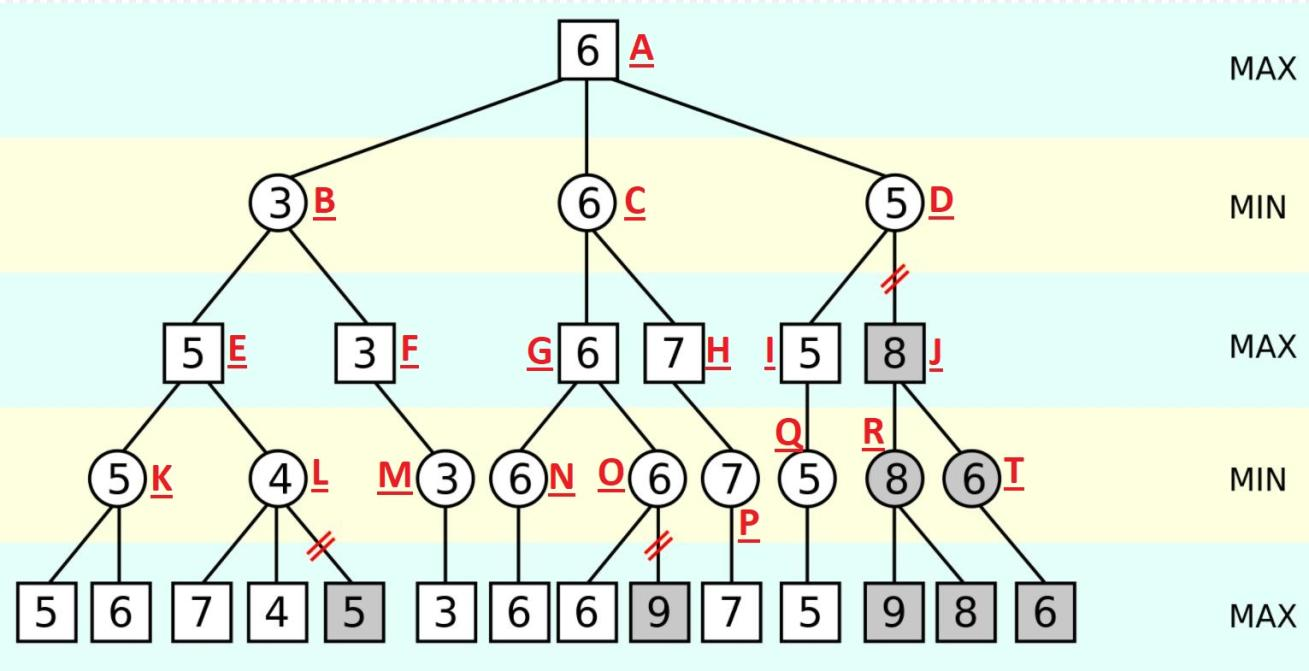 6 A MAX
3 B 6 C 5 D MIN
5 E 3 F G 6 7 H I 5 8 J MAX
Q R
5 K 4 L M 3 6 N O 6 7 5 8 6 T MIN
P
5 6 7 4 5 3 6 6 9 7 5 9 8 6 MAX